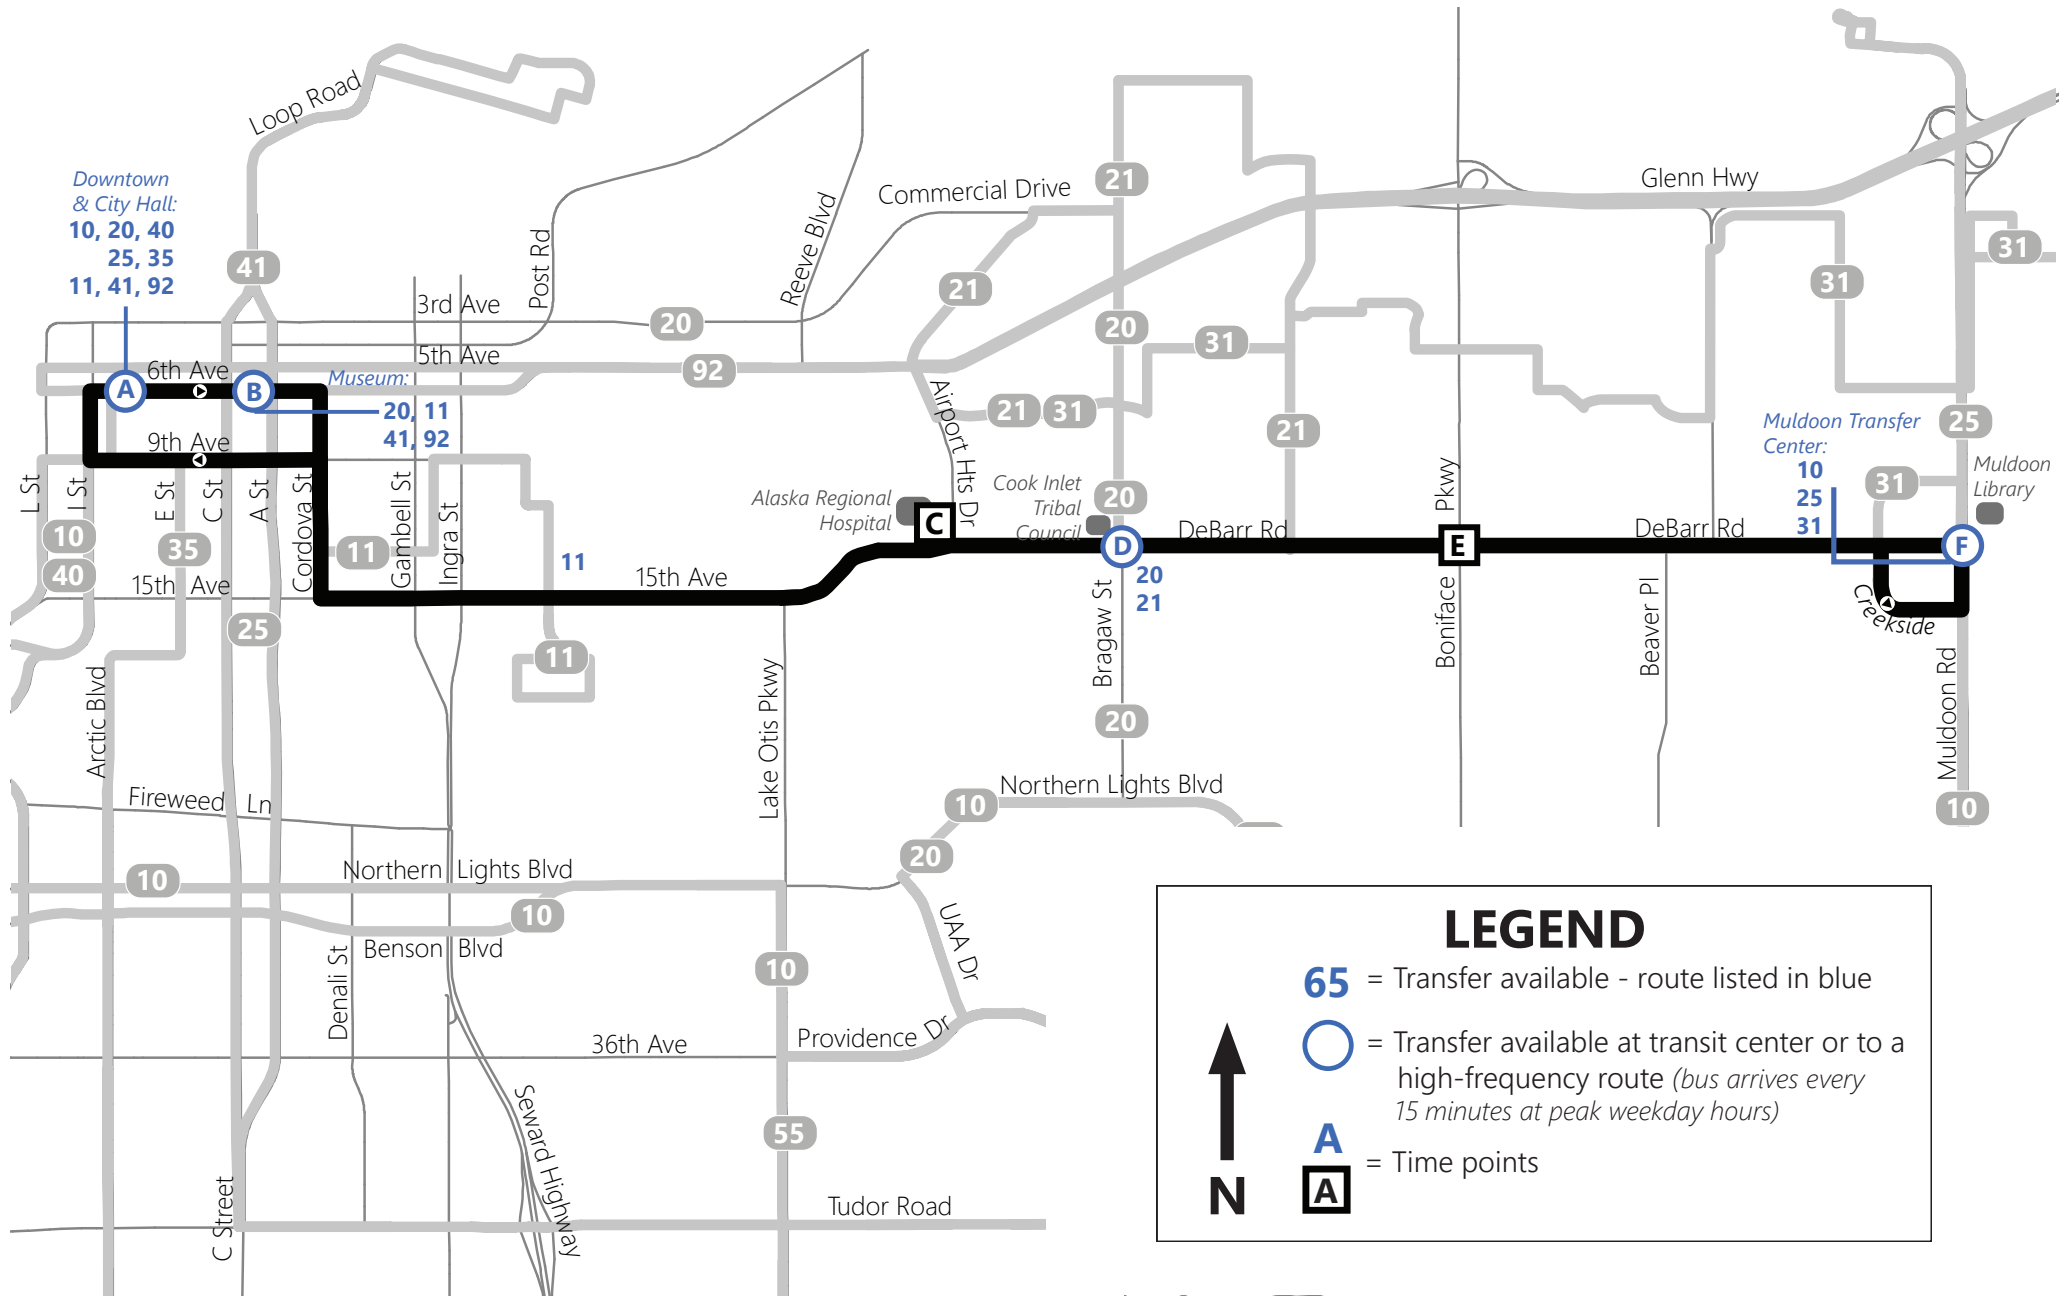 Loop Road
Downtown
& City Hall:
10, 20, 40
25, 35
11, 41, 92
41
Post Rd
Reeve Blvd
Commercial Drive
21
Glenn Hwy
31
3rd Ave
20
21
20
31
5th Ave
92
31
6th Ave
A
B
Museum:
20, 11
41, 92
Airport Hts Dr
21
31
21
25
Muldoon Transfer
Center:
10
25
31
9th Ave
L St
I St
E St
C St
A St
Cordova St
Gambell St
Ingra St
Alaska Regional
Hospital
C
Cook Inlet
Tribal
Council
20
D
DeBarr Rd
Pkwy
E
Boniface
DeBarr Rd
31
Muldoon
Library
F
10
35
11
11
40
15th Ave
15th Ave
20
21
Creekside
25
11
Arctic Blvd
Lake Otis Pkwy
Bragaw St
Beaver Pl
Muldoon Rd
20
Fireweed Ln
Northern Lights Blvd
10
10
20
10
Northern Lights Blvd
10
Benson Blvd
Denali St
UAA Dr
10
36th Ave
Providence Dr
Seward Highway
55
C Street
Tudor Road
LEGEND
65 = Transfer available - route listed in blue
= Transfer available at transit center or to a
high-frequency route (bus arrives every
15 minutes at peak weekday hours)
A
= Time points
A
N